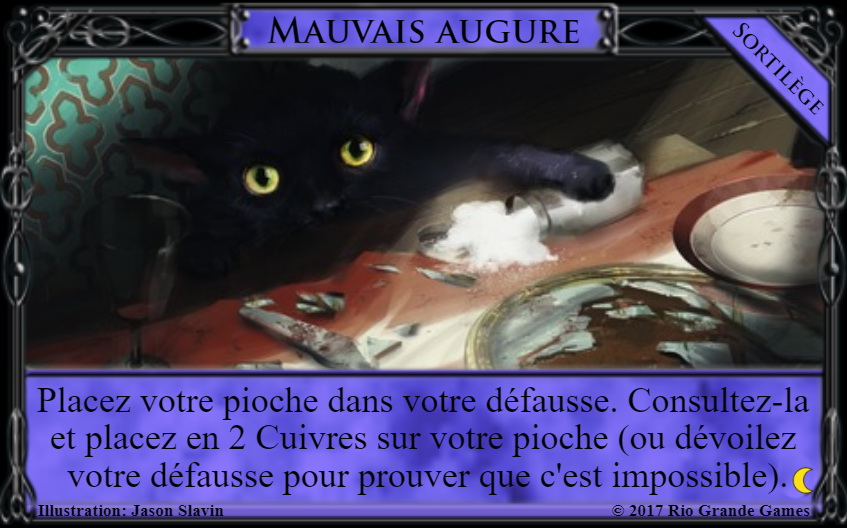 MAUVAIS AUGURE
SORTILÈGE
Placez votre pioche dans votre défausse. Consultez-la
et placez en 2 Cuivres sur votre pioche (ou dévoilez
votre défausse pour prouver que c'est impossible).
Illustration: Jason Slavin
© 2017 Rio Grande Games